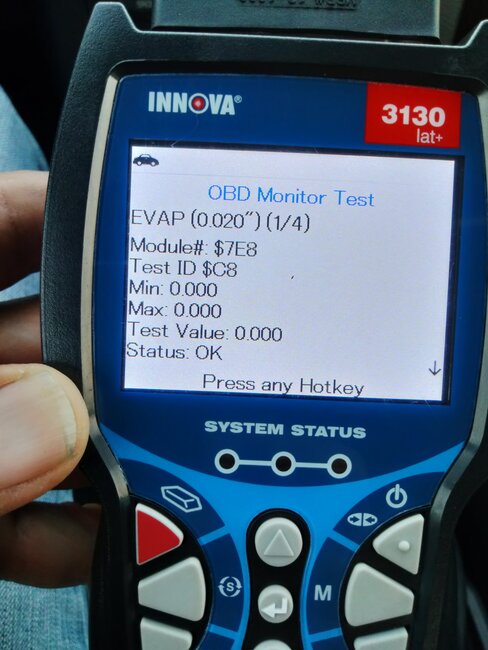 INNOVA®
3130
lat+
OBD Monitor Test
EVAP (0.020") (1/4)
Module#: $7E8
Test ID $C8
Min: 0.000
Max: 0.000
Test Value: 0.000
Status: OK
Press any Hotkey
SYSTEM STATUS
S
M